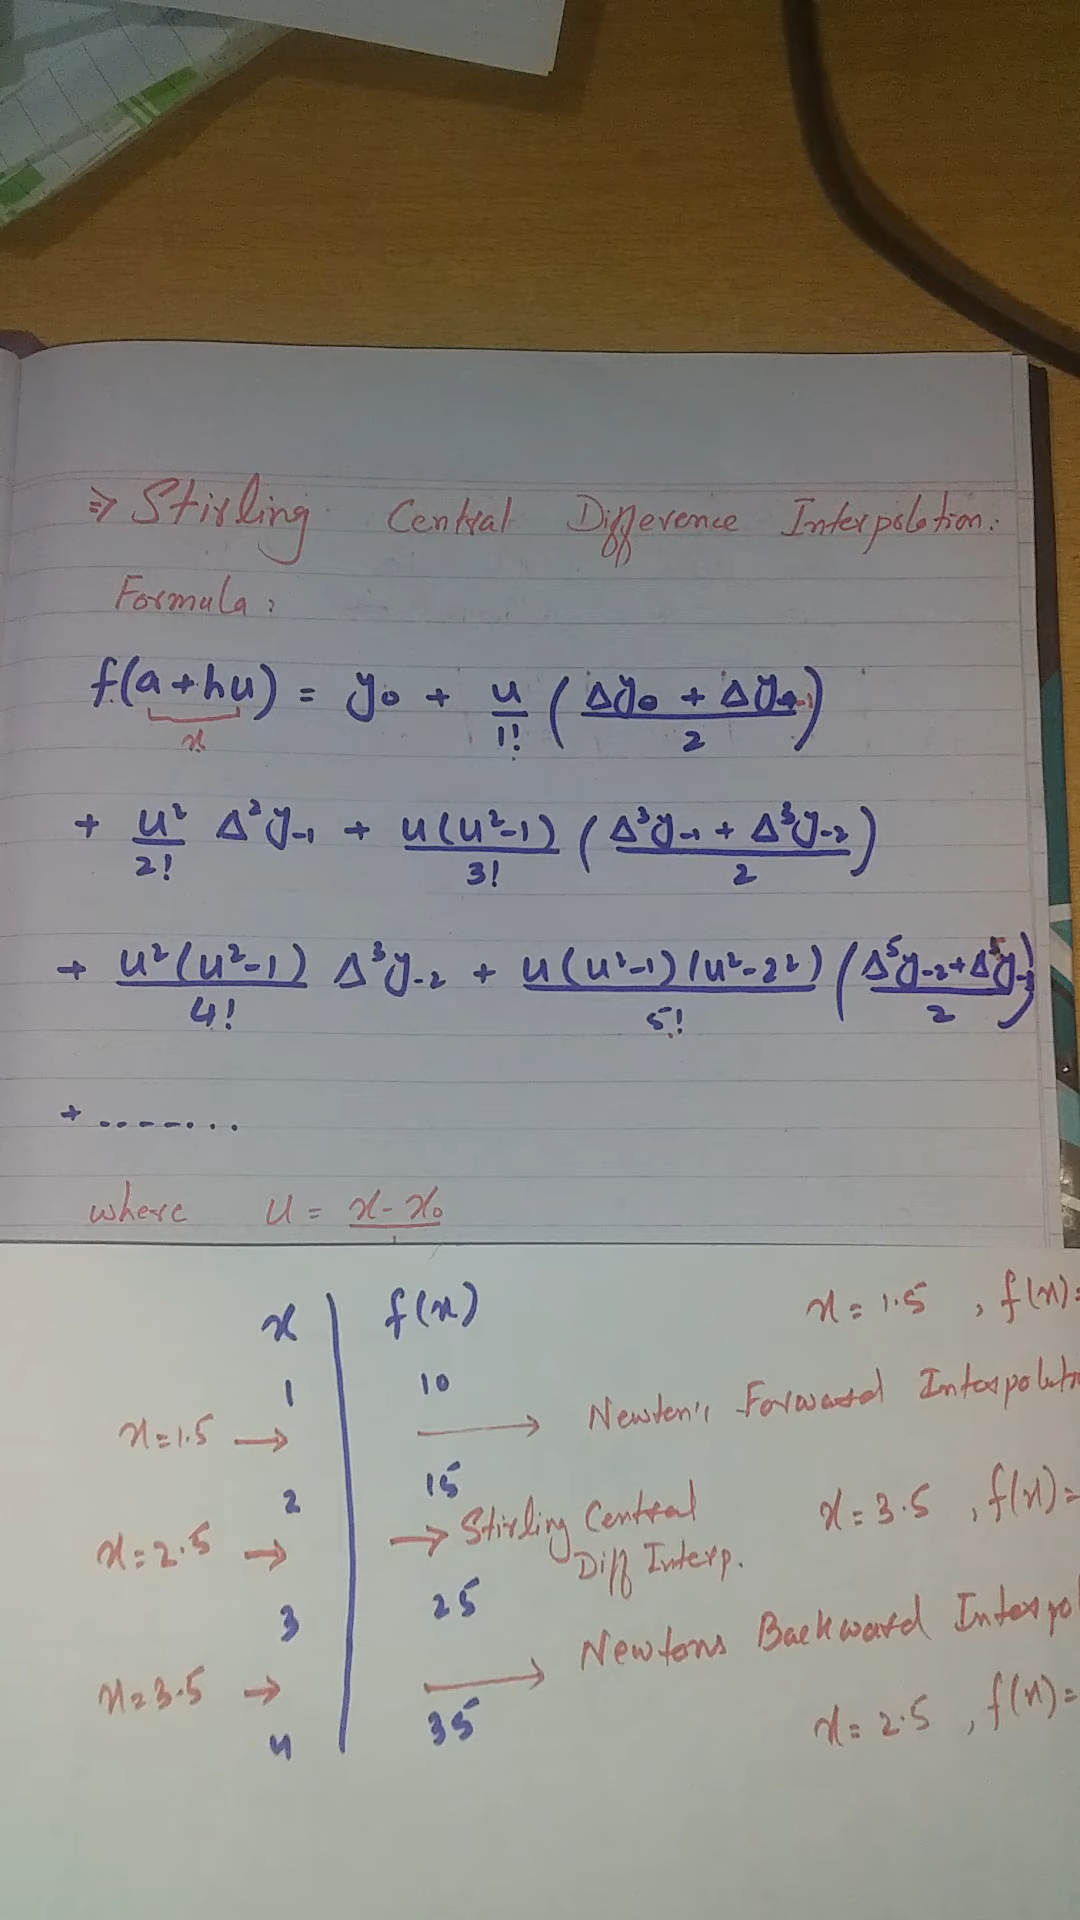 ⇒ Stirling Central Difference Interpolation.
Formula:
f(a+hu) = y₀ + u/1! (Δy₀ + Δy₋₁)/2
x
+ u²/2! Δ²y₋₁ + u(u²-1)/3! (Δ³y₋₁ + Δ³y₋₂)/2
+ u²(u²-1)/4! Δ³y₋₂ + u(u²-1)(u²-2²)/5! (Δ⁵y₋₂ + Δ⁵y₋₃)/2
+ .........
where u = x - x₀
x | f(x) x = 1.5 , f(x) =
1 10
x = 1.5 → → Newton's Forward
2 15
x = 2.5 → → Stirling Central x = 3.5 , f(x) =
Diff Interp.
3 25
x = 3.5 → → Newtons Backward
4 35 x = 2.5 , f(x) =